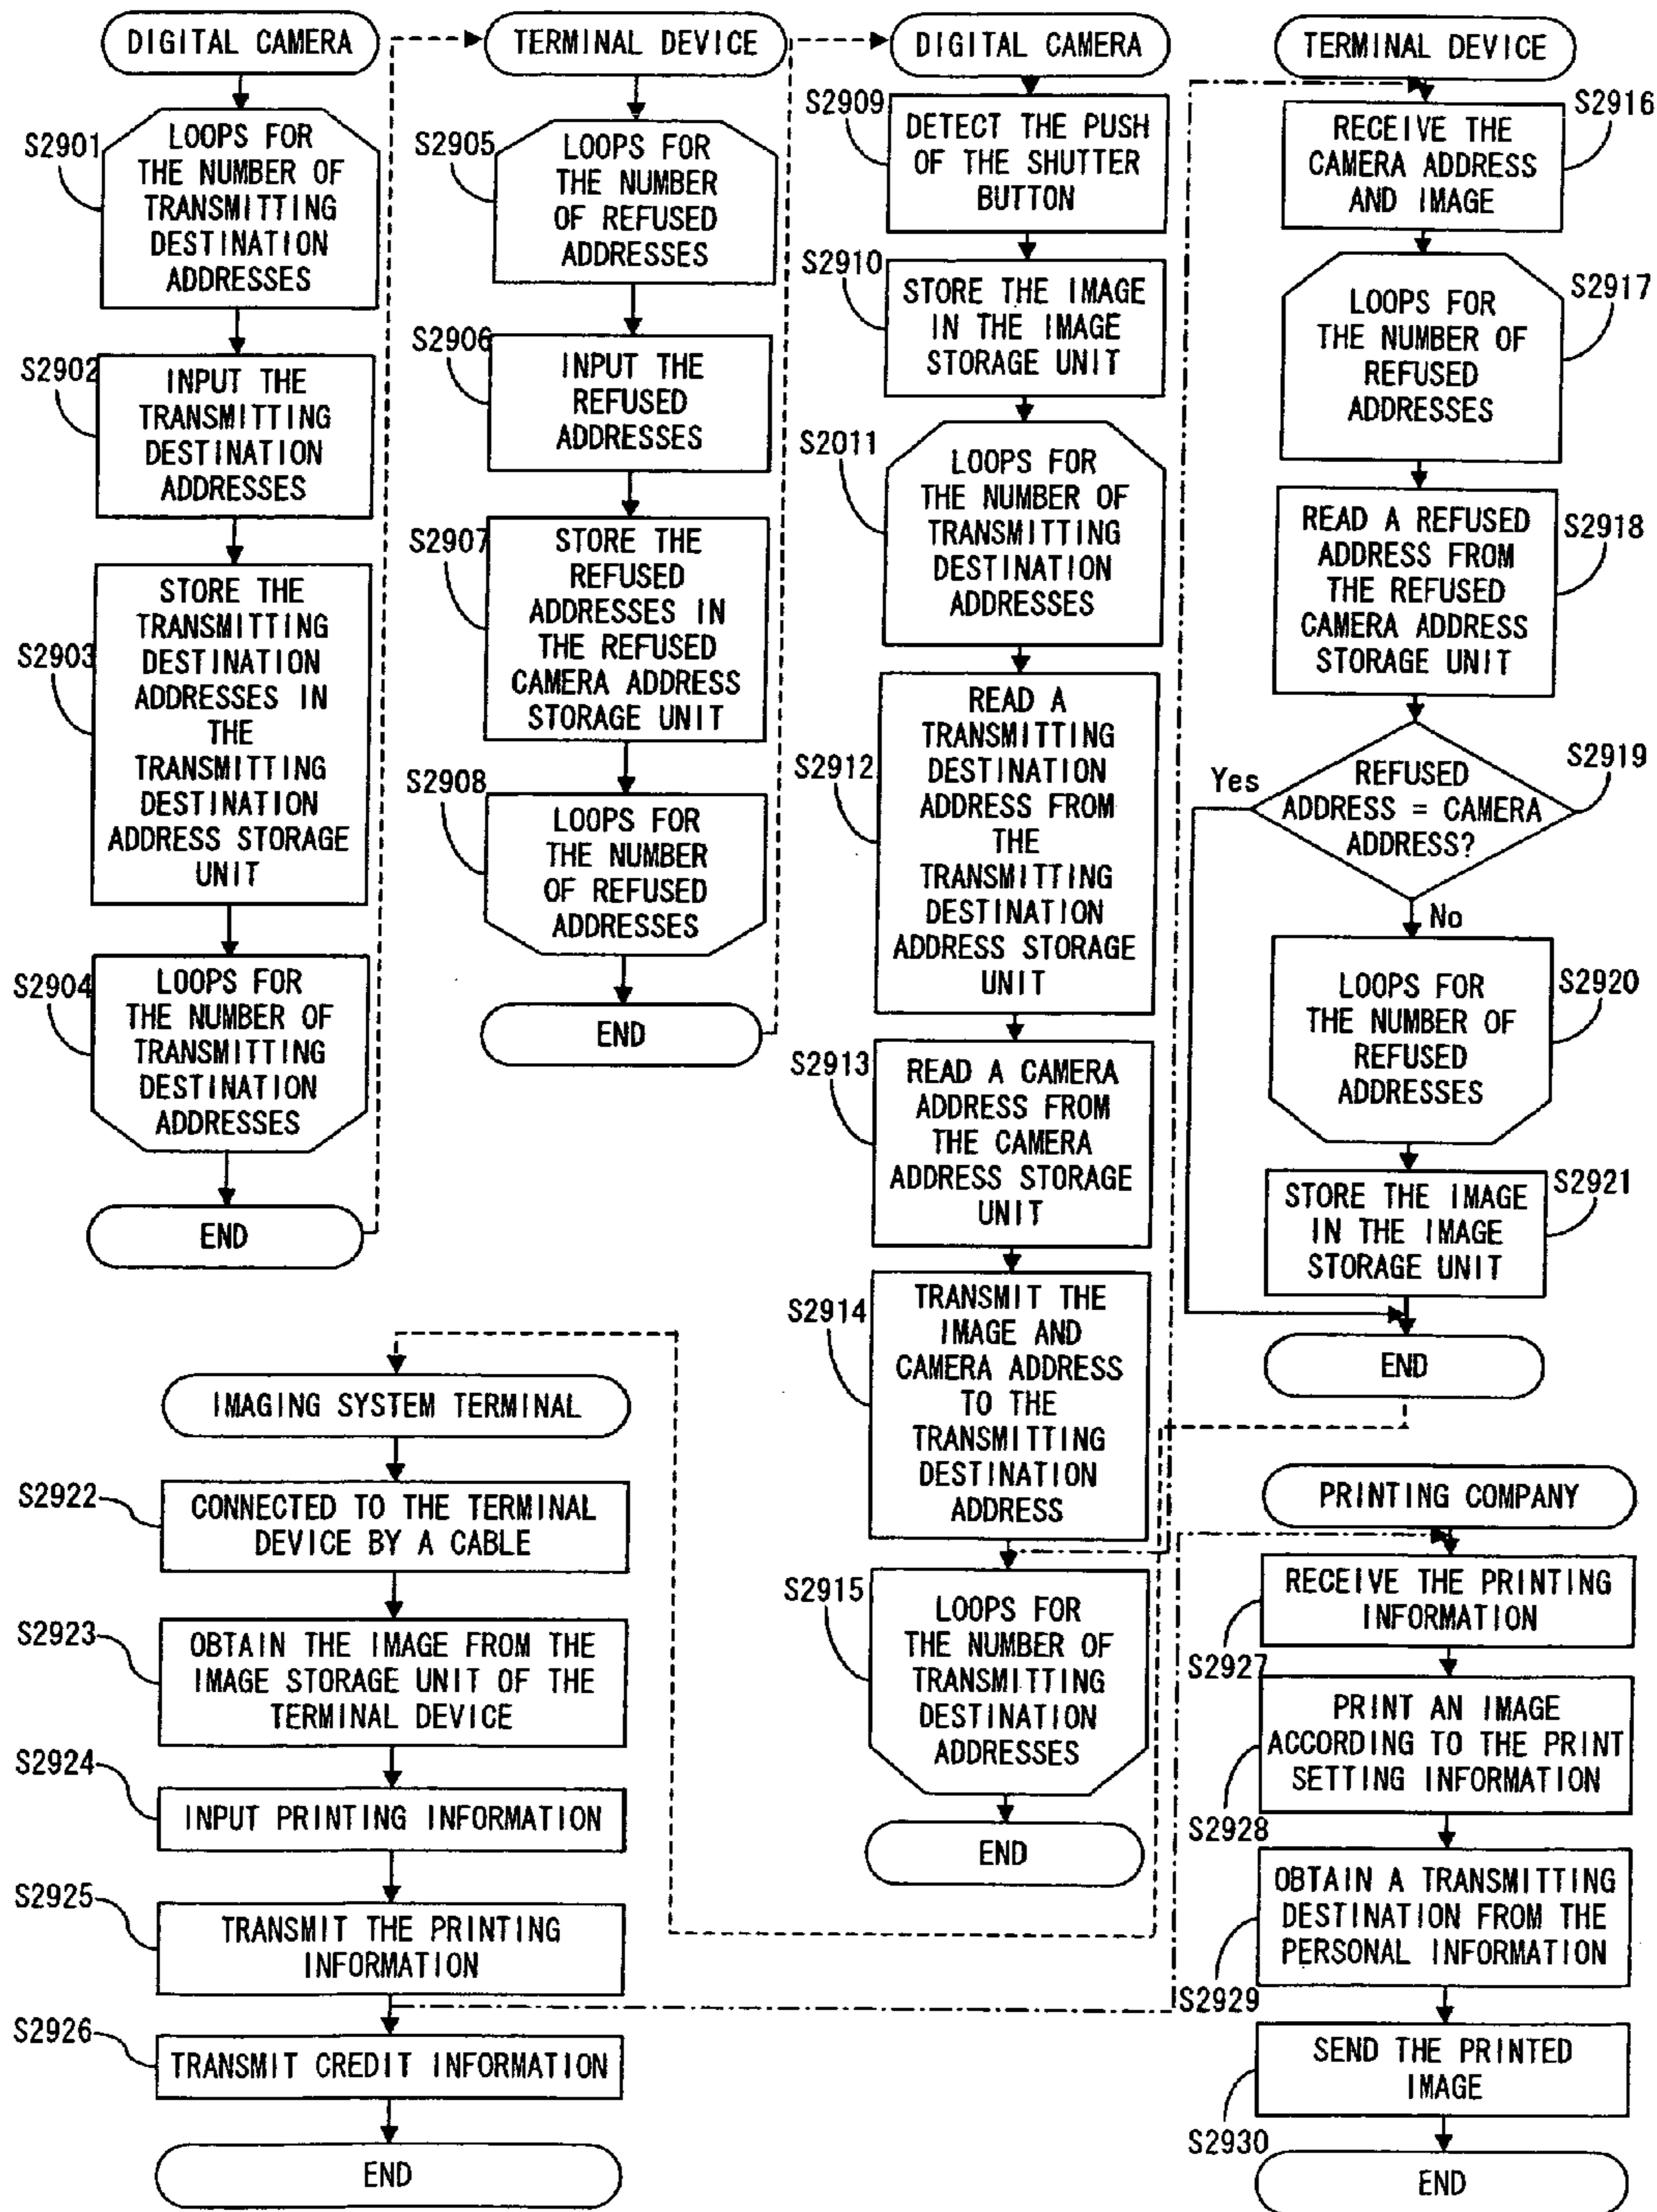 DIGITAL CAMERA
S2901
LOOPS FOR
THE NUMBER OF
TRANSMITTING
DESTINATION
ADDRESSES
S2902
INPUT THE
TRANSMITTING
DESTINATION
ADDRESSES
S2903
STORE THE
TRANSMITTING
DESTINATION
ADDRESSES IN
THE
TRANSMITTING
DESTINATION
ADDRESS STORAGE
UNIT
S2904
LOOPS FOR
THE NUMBER OF
TRANSMITTING
DESTINATION
ADDRESSES
END
TERMINAL DEVICE
S2905
LOOPS FOR
THE NUMBER
OF REFUSED
ADDRESSES
S2906
INPUT THE
REFUSED
ADDRESSES
S2907
STORE THE
REFUSED
ADDRESSES IN
THE REFUSED
CAMERA ADDRESS
STORAGE UNIT
S2908
LOOPS FOR
THE NUMBER
OF REFUSED
ADDRESSES
END
DIGITAL CAMERA
S2909
DETECT THE PUSH
OF THE SHUTTER
BUTTON
S2910
STORE THE IMAGE
IN THE IMAGE
STORAGE UNIT
S2011
LOOPS FOR
THE NUMBER OF
TRANSMITTING
DESTINATION
ADDRESSES
S2912
READ A
TRANSMITTING
DESTINATION
ADDRESS FROM
THE
TRANSMITTING
DESTINATION
ADDRESS STORAGE
UNIT
S2913
READ A CAMERA
ADDRESS FROM
THE CAMERA
ADDRESS STORAGE
UNIT
S2914
TRANSMIT THE
IMAGE AND
CAMERA ADDRESS
TO THE
TRANSMITTING
DESTINATION
ADDRESS
S2915
LOOPS FOR
THE NUMBER OF
TRANSMITTING
DESTINATION
ADDRESSES
END
TERMINAL DEVICE
S2916
RECEIVE THE
CAMERA ADDRESS
AND IMAGE
S2917
LOOPS FOR
THE NUMBER OF
REFUSED
ADDRESSES
S2918
READ A REFUSED
ADDRESS FROM
THE REFUSED
CAMERA ADDRESS
STORAGE UNIT
S2919
Yes
REFUSED
ADDRESS = CAMERA
ADDRESS?
No
S2920
LOOPS FOR
THE NUMBER OF
REFUSED
ADDRESSES
S2921
STORE THE IMAGE
IN THE IMAGE
STORAGE UNIT
END
IMAGING SYSTEM TERMINAL
S2922
CONNECTED TO THE TERMINAL
DEVICE BY A CABLE
S2923
OBTAIN THE IMAGE FROM THE
IMAGE STORAGE UNIT OF THE
TERMINAL DEVICE
S2924
INPUT PRINTING INFORMATION
S2925
TRANSMIT THE PRINTING
INFORMATION
S2926
TRANSMIT CREDIT INFORMATION
END
PRINTING COMPANY
RECEIVE THE PRINTING
INFORMATION
S2927
PRINT AN IMAGE
ACCORDING TO THE PRINT
SETTING INFORMATION
S2928
OBTAIN A TRANSMITTING
DESTINATION FROM THE
PERSONAL INFORMATION
S2929
SEND THE PRINTED
IMAGE
S2930
END